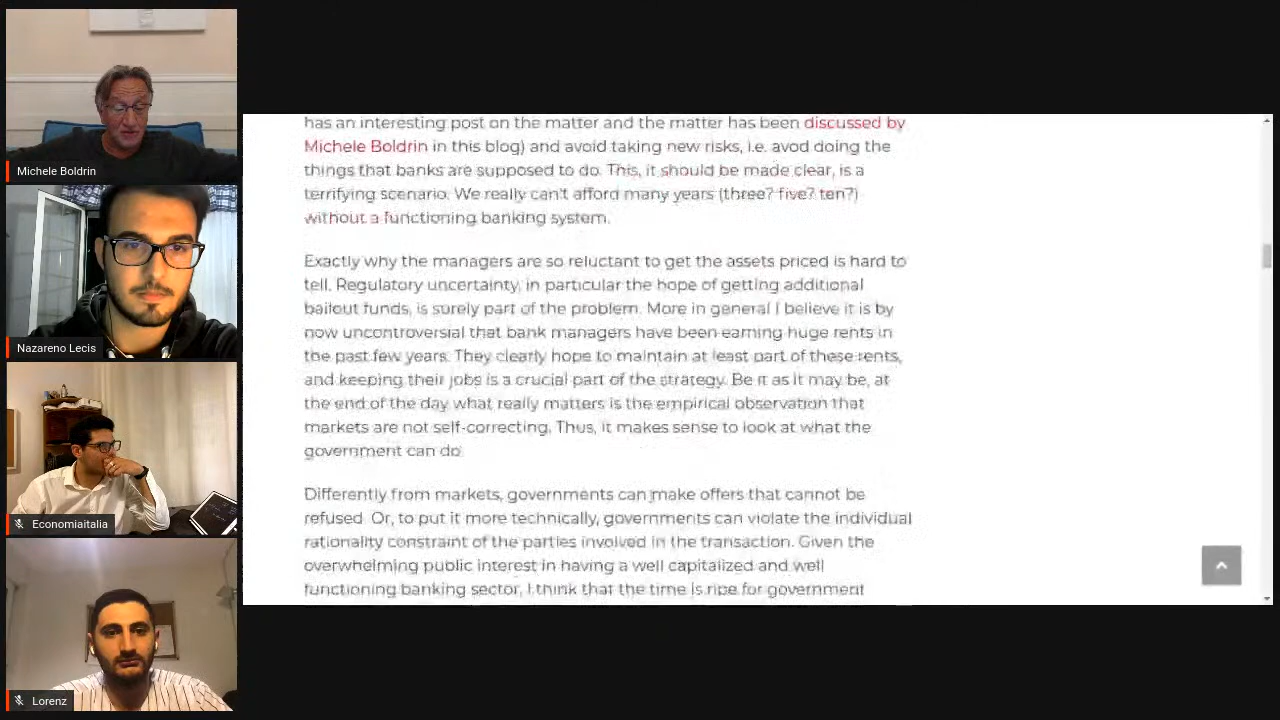 Michele Boldrin
Nazareno Lecis
Economiaitalia
Lorenz
has an interesting post on the matter and the matter has been discussed by
Michele Boldrin in this blog) and avoid taking new risks, i.e. avod doing the
things that banks are supposed to do. This, it should be made clear, is a
terrifying scenario. We really can't afford many years (three? five? ten?)
without a functioning banking system.
Exactly why the managers are so reluctant to get the assets priced is hard to
tell. Regulatory uncertainty, in particular the hope of getting additional
bailout funds, is surely part of the problem. More in general I believe it is by
now uncontroversial that bank managers have been earning huge rents in
the past few years. They clearly hope to maintain at least part of these rents,
and keeping their jobs is a crucial part of the strategy. Be it as it may be, at
the end of the day what really matters is the empirical observation that
markets are not self-correcting. Thus, it makes sense to look at what the
government can do.
Differently from markets, governments can make offers that cannot be
refused. Or, to put it more technically, governments can violate the individual
rationality constraint of the parties involved in the transaction. Given the
overwhelming public interest in having a well capitalized and well
functioning banking sector, I think that the time is ripe for government